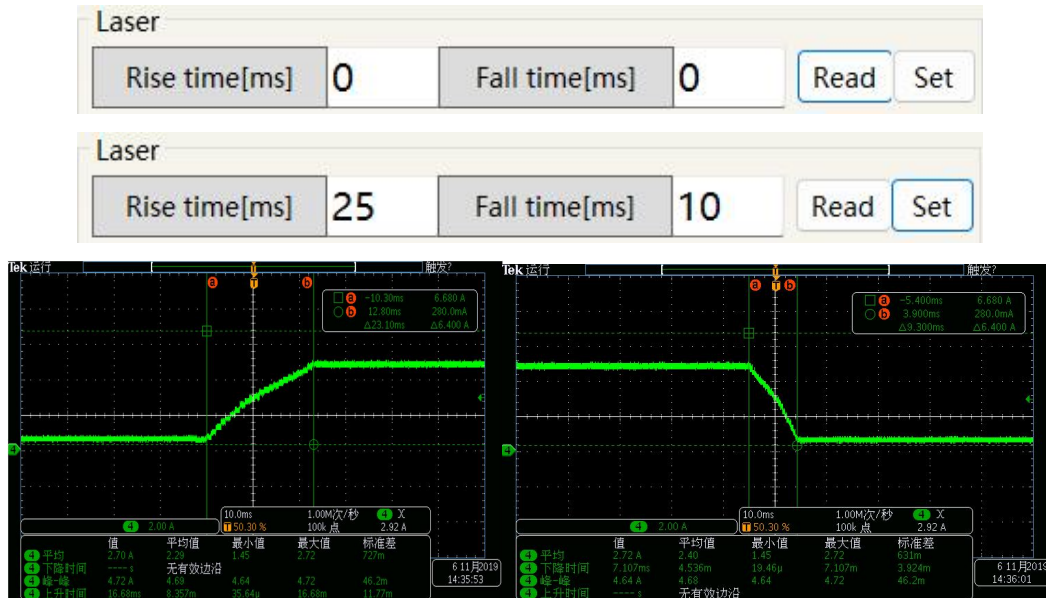 Laser
Rise time[ms] 0 Fall time[ms] 0 Read Set
Laser
Rise time[ms] 25 Fall time[ms] 10 Read Set
Tek 运行 触发?
a T b
a -10.30ms 6.680 A
b 12.80ms 280.0mA
△23.10ms △6.400 A
4
10.0ms 1.00M次/秒 4
4 2.00 A T 50.30 % 100k 点 2.92 A
值 平均值 最小值 最大值 标准差
4 平均 2.70 A 2.29 1.45 2.72 727m
4 下降时间 ---- s 无有效边沿
4 峰-峰 4.72 A 4.69 4.64 4.72 46.2m
4 上升时间 16.68ms 8.357m 35.64μ 16.68m 11.77m
6 11月2019
14:35:53
Tek 运行 触发?
a T b
a -5.400ms 6.680 A
b 3.900ms 280.0mA
△9.300ms △6.400 A
4
10.0ms 1.00M次/秒 4
4 2.00 A T 50.30 % 100k 点 2.92 A
值 平均值 最小值 最大值 标准差
4 平均 2.72 A 2.40 1.45 2.72 631m
4 下降时间 7.107ms 4.536m 19.46μ 7.107m 3.924m
4 峰-峰 4.64 A 4.68 4.64 4.72 46.2m
4 上升时间 ---- s 无有效边沿
6 11月2019
14:36:01